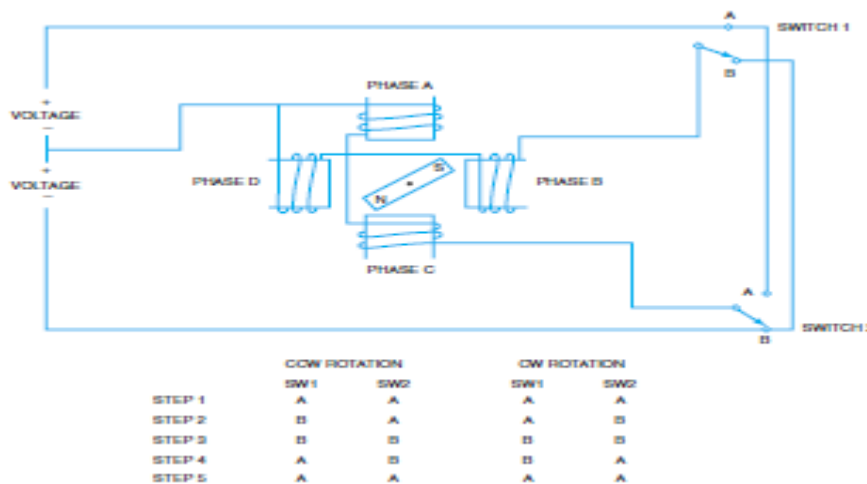 A
SWITCH 1
B
PHASE A
+
VOLTAGE
−
+
VOLTAGE
−
PHASE D
S
N
PHASE B
PHASE C
A
SWITCH
B
CCW ROTATION CW ROTATION
SW1 SW2 SW1 SW2
STEP 1 A A A A
STEP 2 B A A B
STEP 3 B B B B
STEP 4 A B B A
STEP 5 A A A A